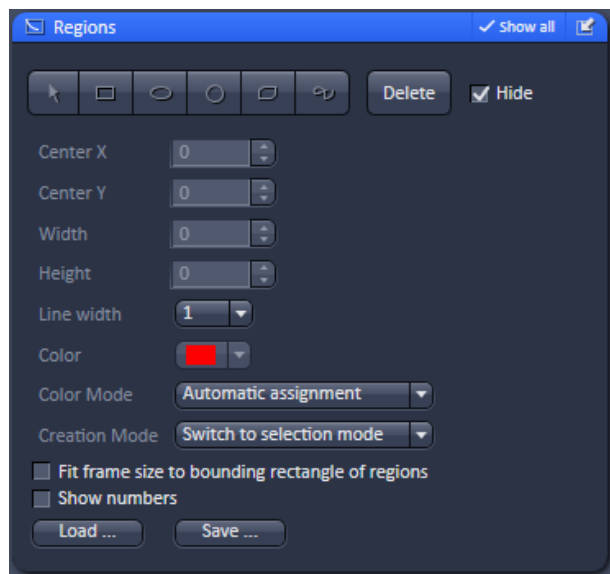 Regions Show all
Delete Hide
Center X 0
Center Y 0
Width 0
Height 0
Line width 1
Color
Color Mode Automatic assignment
Creation Mode Switch to selection mode
Fit frame size to bounding rectangle of regions
Show numbers
Load ... Save ...